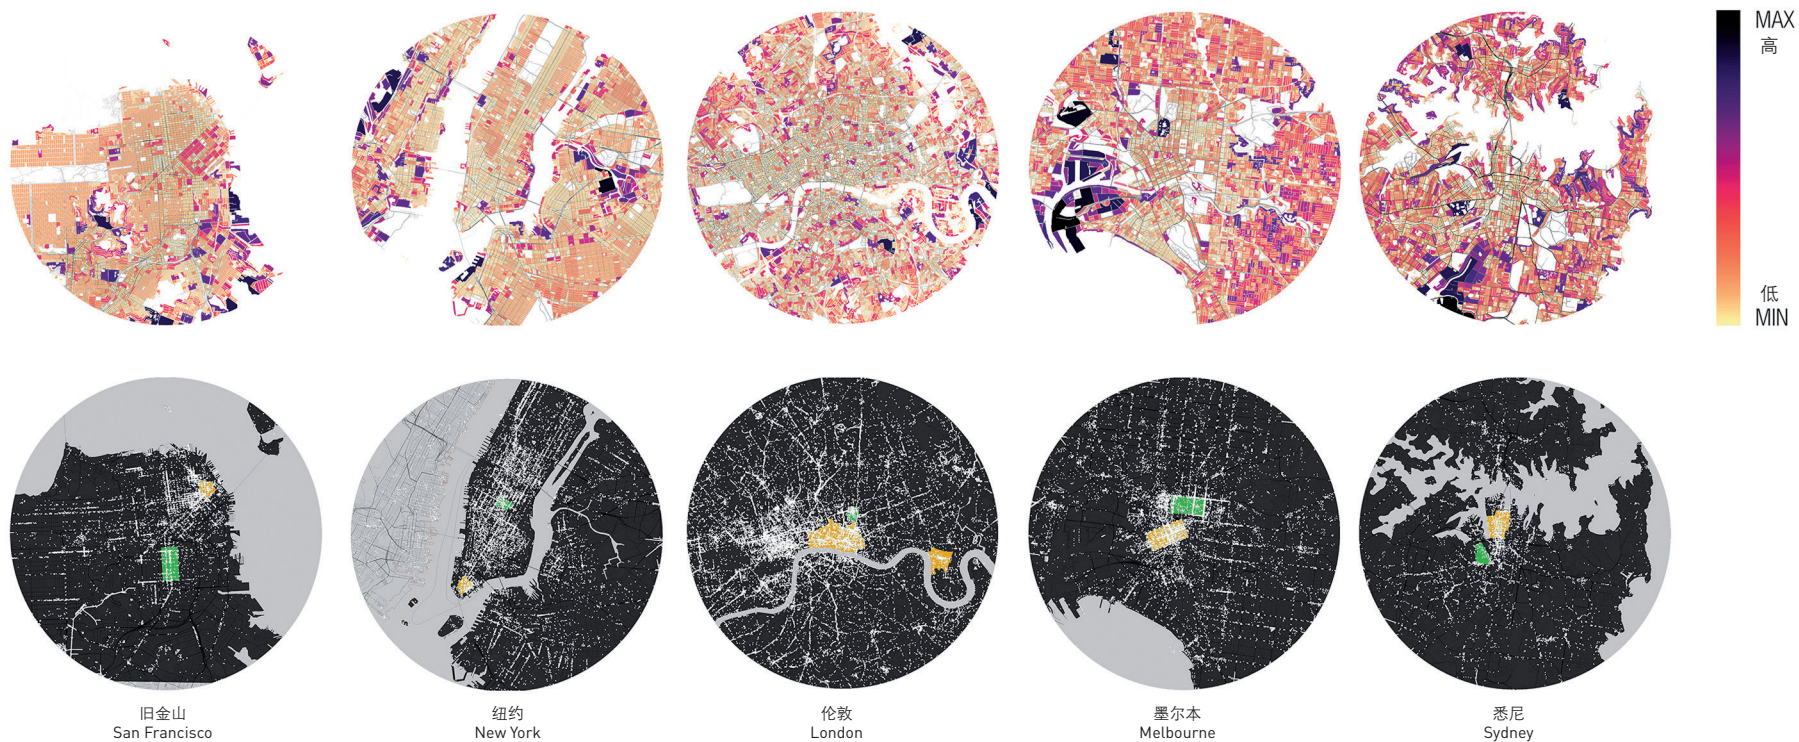 MAX
高
低
MIN
旧金山
San Francisco
纽约
New York
伦敦
London
墨尔本
Melbourne
悉尼
Sydney